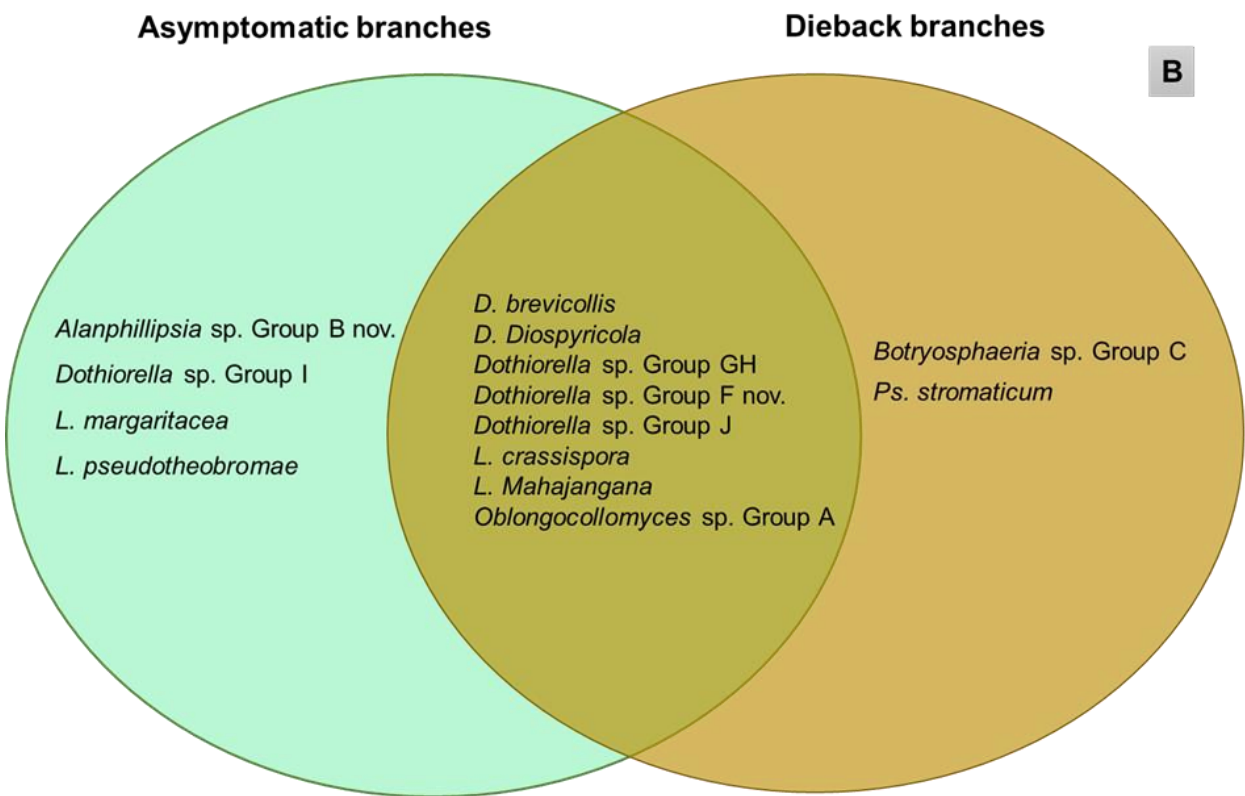 Asymptomatic branches
Dieback branches
B
Alanphillipsia sp. Group B nov.
Dothiorella sp. Group I
L. margaritacea
L. pseudotheobromae
D. brevicollis
D. Diospyricola
Dothiorella sp. Group GH
Dothiorella sp. Group F nov.
Dothiorella sp. Group J
L. crassispora
L. Mahajangana
Oblongocollomyces sp. Group A
Botryosphaeria sp. Group C
Ps. stromaticum